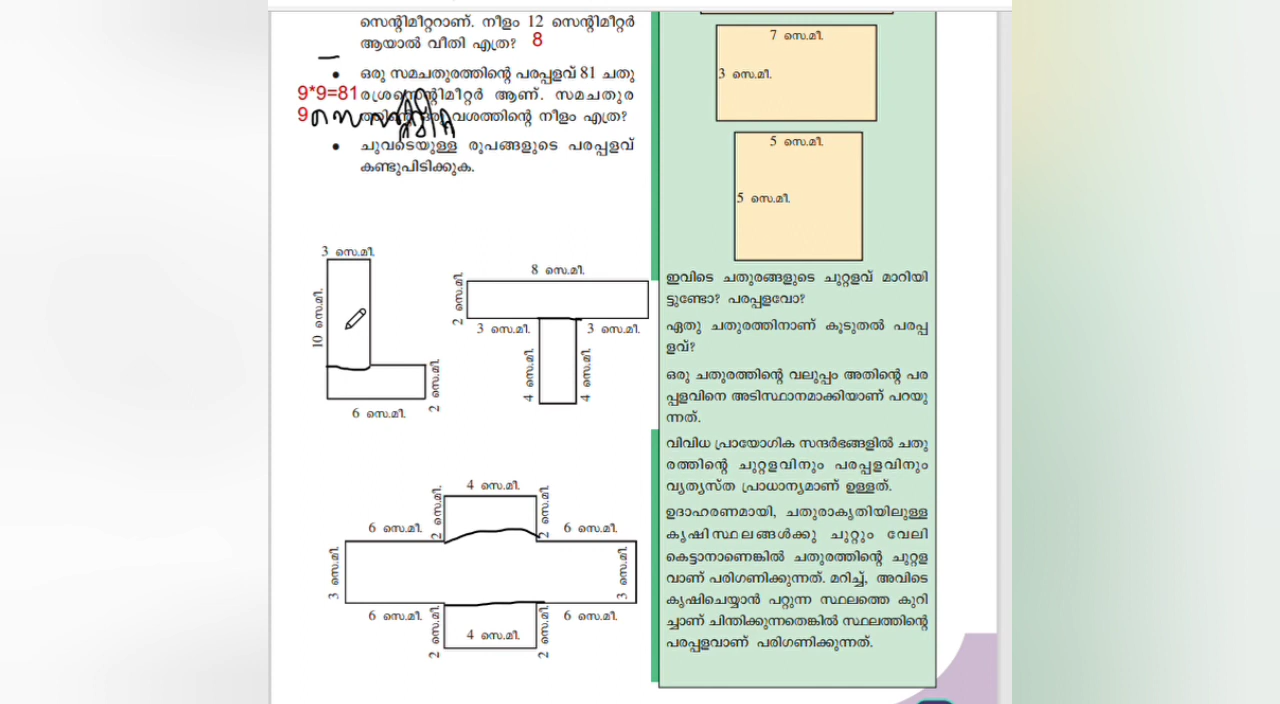 സെന്റിമീറ്ററാണ്. നീളം 12 സെന്റിമീറ്റർ
ആയാൽ വീതി എത്ര? 8
• ഒരു സമചതുരത്തിന്റെ പരപ്പളവ് 81 ചതു
9*9=81 രശ്രസെന്റിമീറ്റർ ആണ്. സമചതുര
9 ത്തിന്റെ ഒരു വശത്തിന്റെ നീളം എത്ര?
• ചുവടെയുള്ള രൂപങ്ങളുടെ പരപ്പളവ്
കണ്ടുപിടിക്കുക.
3 സെ.മീ.
10 സെ.മീ.
2 സെ.മീ.
6 സെ.മീ.
8 സെ.മീ.
2 സെ.മീ.
3 സെ.മീ.
3 സെ.മീ.
4 സെ.മീ.
4 സെ.മീ.
4 സെ.മീ.
2 സെ.മീ.
2 സെ.മീ.
6 സെ.മീ.
6 സെ.മീ.
3 സെ.മീ.
3 സെ.മീ.
6 സെ.മീ.
6 സെ.മീ.
2 സെ.മീ.
4 സെ.മീ.
2 സെ.മീ.
7 സെ.മീ.
3 സെ.മീ.
5 സെ.മീ.
5 സെ.മീ.
ഇവിടെ ചതുരങ്ങളുടെ ചുറ്റളവ് മാറിയി
ട്ടുണ്ടോ? പരപ്പളവോ?
ഏതു ചതുരത്തിനാണ് കൂടുതൽ പരപ്പ
ളവ്?
ഒരു ചതുരത്തിന്റെ വലുപ്പം അതിന്റെ പര
പ്പളവിനെ അടിസ്ഥാനമാക്കിയാണ് പറയു
ന്നത്.
വിവിധ പ്രായോഗിക സന്ദർഭങ്ങളിൽ ചതു
രത്തിന്റെ ചുറ്റളവിനും പരപ്പളവിനും
വ്യത്യസ്ത പ്രാധാന്യമാണ് ഉള്ളത്.
ഉദാഹരണമായി, ചതുരാകൃതിയിലുള്ള
കൃഷിസ്ഥലങ്ങൾക്കു ചുറ്റും വേലി
കെട്ടാനാണെങ്കിൽ ചതുരത്തിന്റെ ചുറ്റള
വാണ് പരിഗണിക്കുന്നത്. മറിച്ച്, അവിടെ
കൃഷിചെയ്യാൻ പറ്റുന്ന സ്ഥലത്തെ കുറി
ച്ചാണ് ചിന്തിക്കുന്നതെങ്കിൽ സ്ഥലത്തിന്റെ
പരപ്പളവാണ് പരിഗണിക്കുന്നത്.